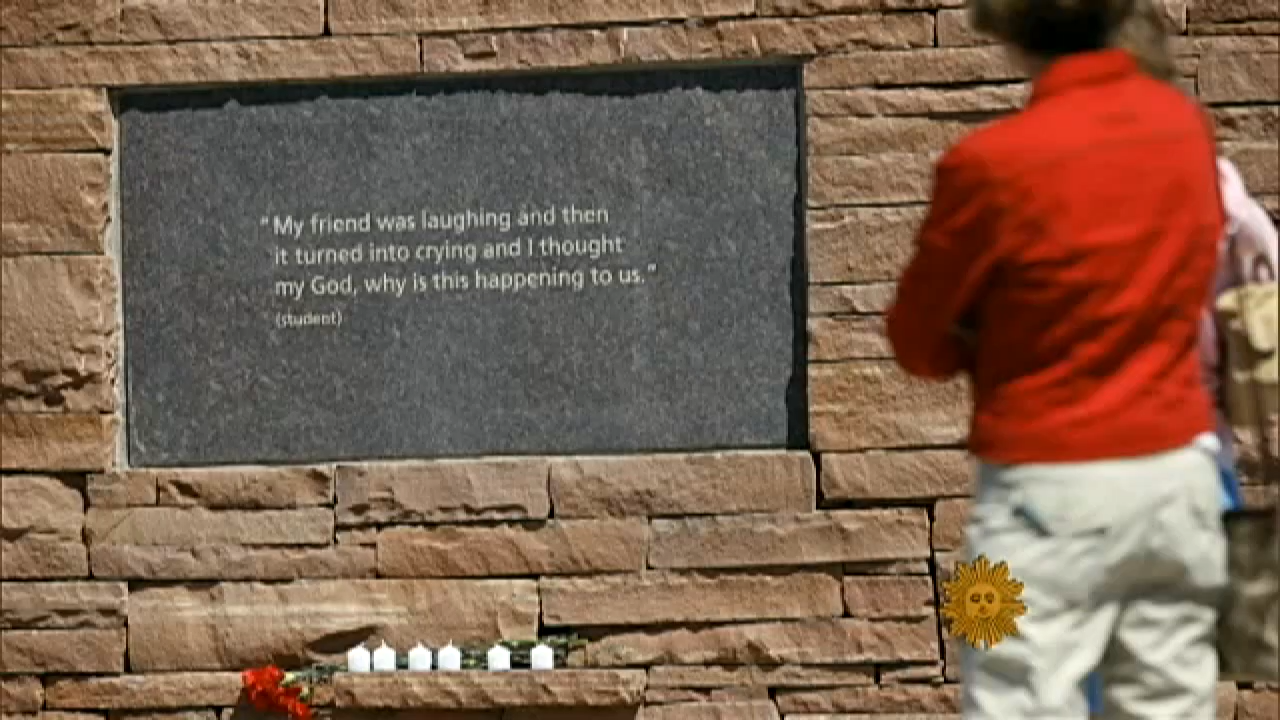 "My friend was laughing and then
it turned into crying and I thought
my God, why is this happening to us."
(student)